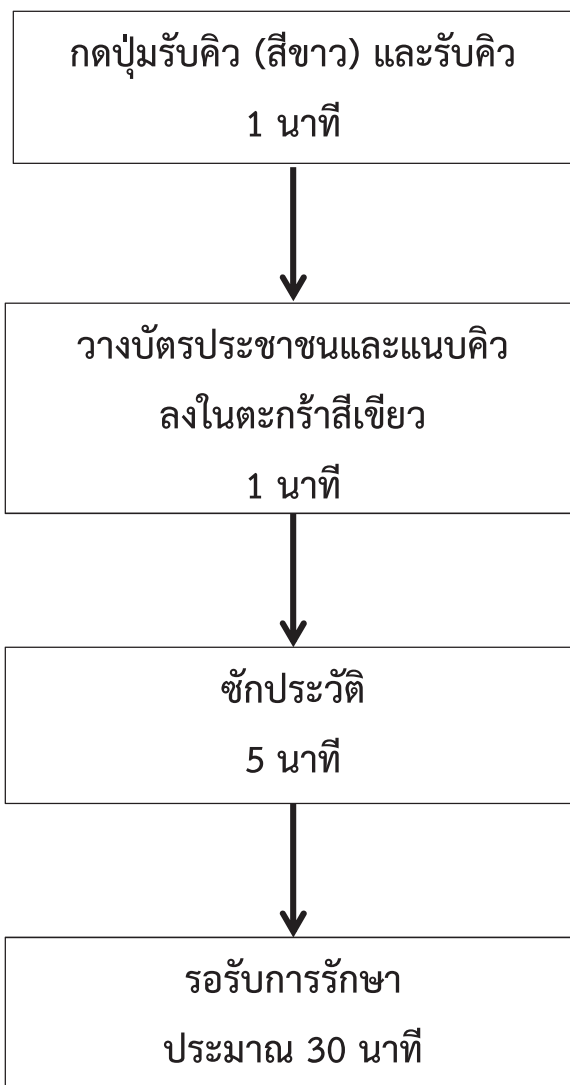 กดปุ่มรับคิว (สีขาว) และรับคิว
1 นาที
วางบัตรประชาชนและแนบคิว
ลงในตะกร้าสีเขียว
1 นาที
ซักประวัติ
5 นาที
รอรับการรักษา
ประมาณ 30 นาที